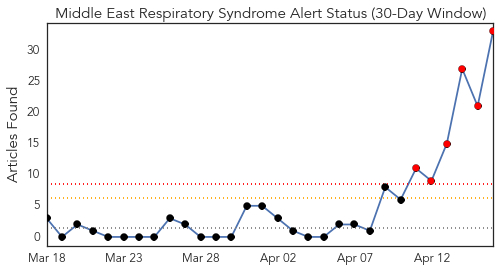 Middle East Respiratory Syndrome Alert Status (30-Day Window)
Articles Found
30
25
20
15
10
5
0
Mar 18 Mar 23 Mar 28 Apr 02 Apr 07 Apr 12